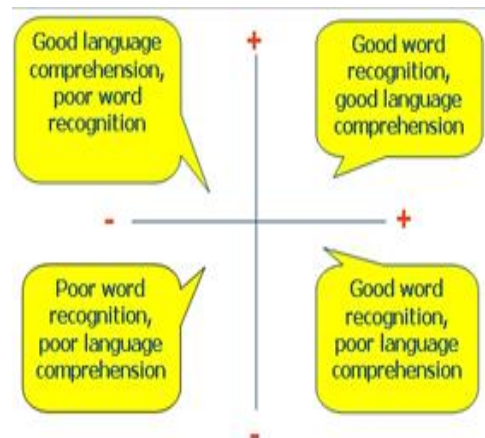 Good language
comprehension,
poor word
recognition
+
Good word
recognition,
good language
comprehension
-
+
Poor word
recognition,
poor language
comprehension
Good word
recognition,
poor language
comprehension
-